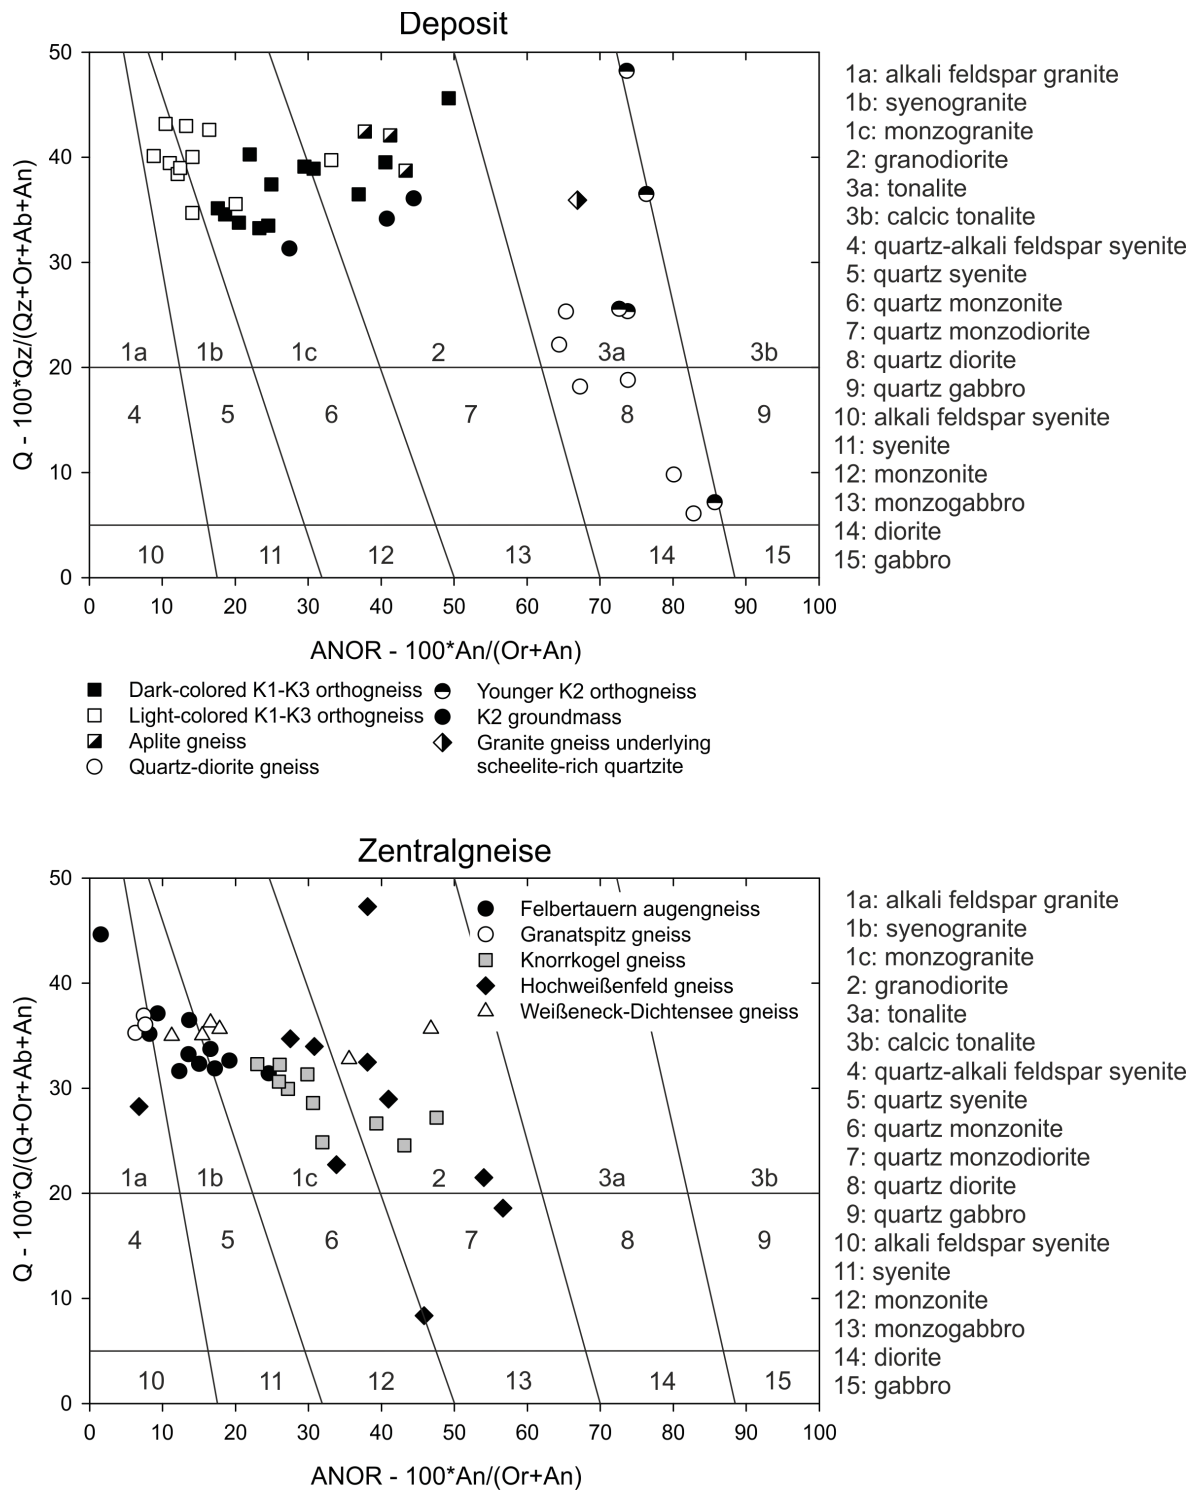 Deposit
50
40
30
20
10
0
Q - 100*Qz/(Qz+Or+Ab+An)
1a
1b
1c
2
3a
3b
4
5
6
7
8
9
10
11
12
13
14
15
0 10 20 30 40 50 60 70 80 90 100
ANOR - 100*An/(Or+An)
1a: alkali feldspar granite
1b: syenogranite
1c: monzogranite
2: granodiorite
3a: tonalite
3b: calcic tonalite
4: quartz-alkali feldspar syenite
5: quartz syenite
6: quartz monzonite
7: quartz monzodiorite
8: quartz diorite
9: quartz gabbro
10: alkali feldspar syenite
11: syenite
12: monzonite
13: monzogabbro
14: diorite
15: gabbro
Dark-colored K1-K3 orthogneiss
Light-colored K1-K3 orthogneiss
Aplite gneiss
Quartz-diorite gneiss
Younger K2 orthogneiss
K2 groundmass
Granite gneiss underlying
scheelite-rich quartzite
Zentralgneise
50
40
30
20
10
0
Q - 100*Q/(Q+Or+Ab+An)
Felbertauern augengneiss
Granatspitz gneiss
Knorrkogel gneiss
Hochweißenfeld gneiss
Weißeneck-Dichtensee gneiss
1a
1b
1c
2
3a
3b
4
5
6
7
8
9
10
11
12
13
14
15
0 10 20 30 40 50 60 70 80 90 100
ANOR - 100*An/(Or+An)
1a: alkali feldspar granite
1b: syenogranite
1c: monzogranite
2: granodiorite
3a: tonalite
3b: calcic tonalite
4: quartz-alkali feldspar syenite
5: quartz syenite
6: quartz monzonite
7: quartz monzodiorite
8: quartz diorite
9: quartz gabbro
10: alkali feldspar syenite
11: syenite
12: monzonite
13: monzogabbro
14: diorite
15: gabbro